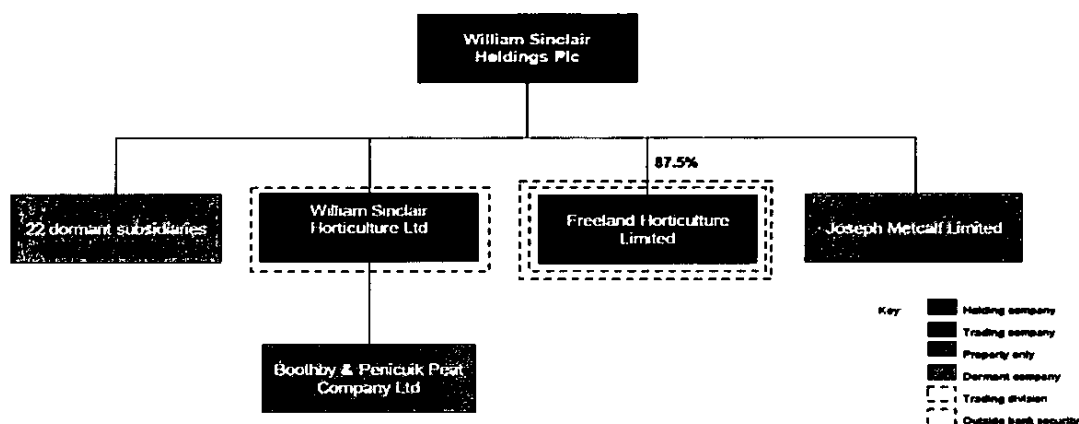 William Sinclair
Holdings Plc
87.5%
22 dormant subsidiaries
William Sinclair
Horticulture Ltd
Freeland Horticulture
Limited
Joseph Metcalf Limited
Boothby & Penicuik Peat
Company Ltd
Key:
Holding company
Trading company
Property only
Dormant company
Trading division
Outside bank security